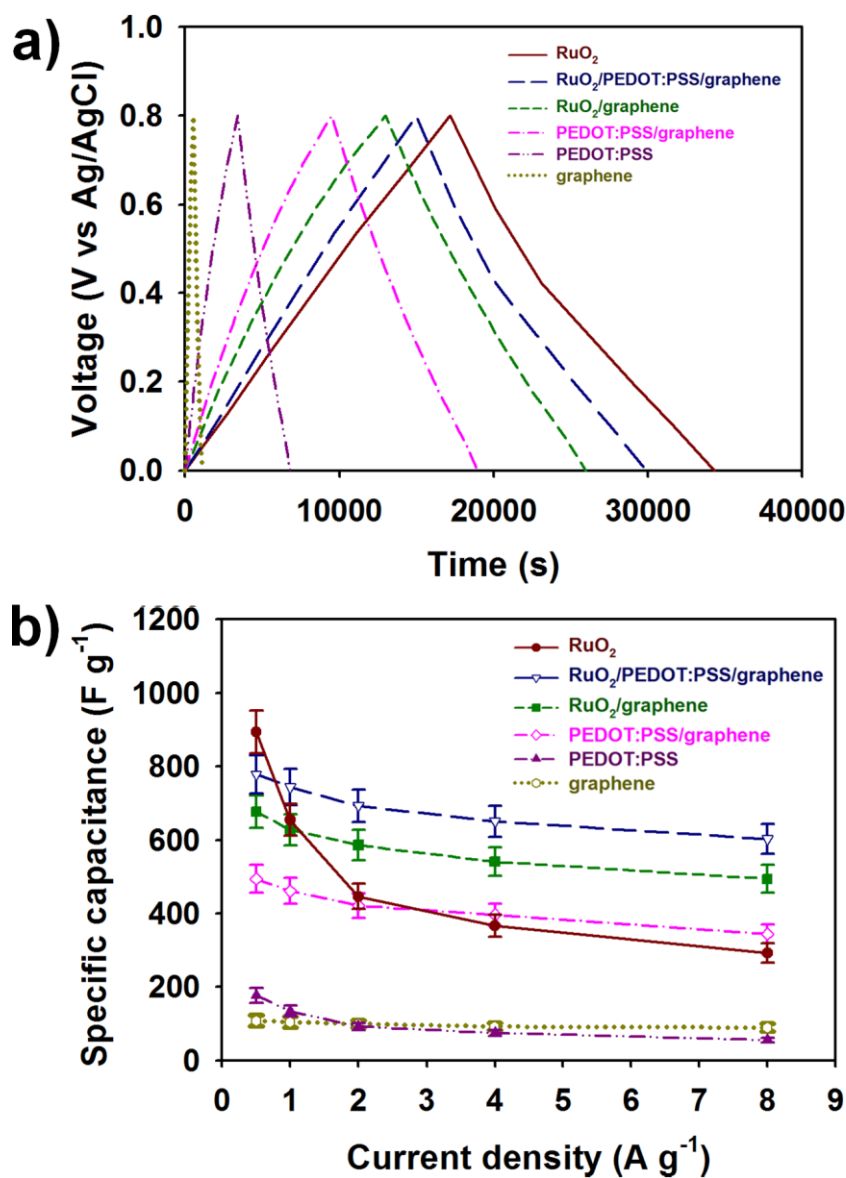 a)
1.0
0.8
0.6
0.4
0.2
0.0
Voltage (V vs Ag/AgCl)
RuO₂
RuO₂/PEDOT:PSS/graphene
RuO₂/graphene
PEDOT:PSS/graphene
PEDOT:PSS
graphene
0 10000 20000 30000 40000
Time (s)
b)
1200
1000
800
600
400
200
0
Specific capacitance (F g⁻¹)
RuO₂
RuO₂/PEDOT:PSS/graphene
RuO₂/graphene
PEDOT:PSS/graphene
PEDOT:PSS
graphene
0 1 2 3 4 5 6 7 8 9
Current density (A g⁻¹)